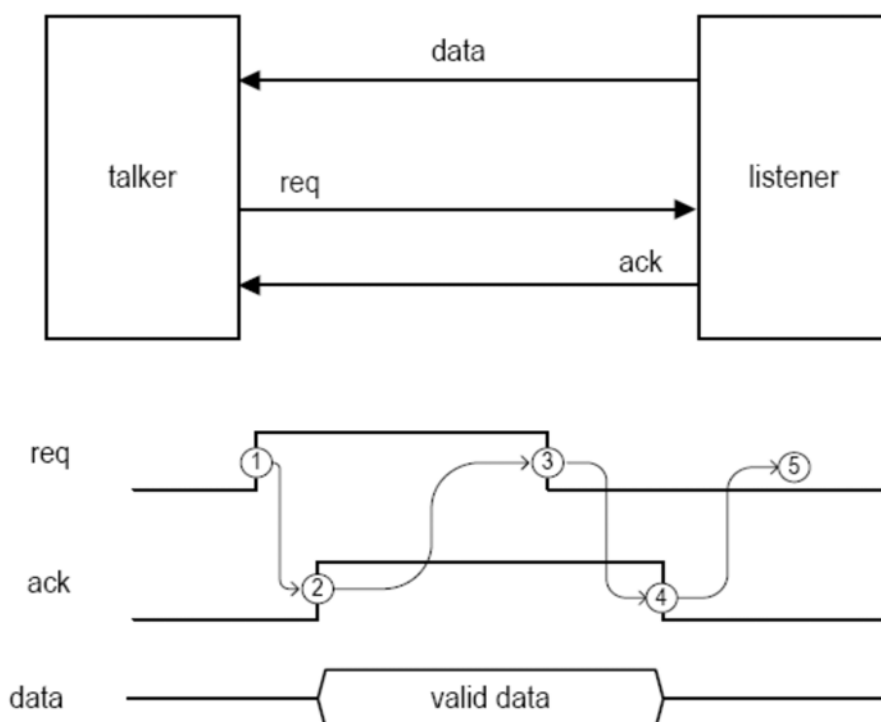 data
talker
req
listener
ack
req
1
3
5
ack
2
4
data
valid data